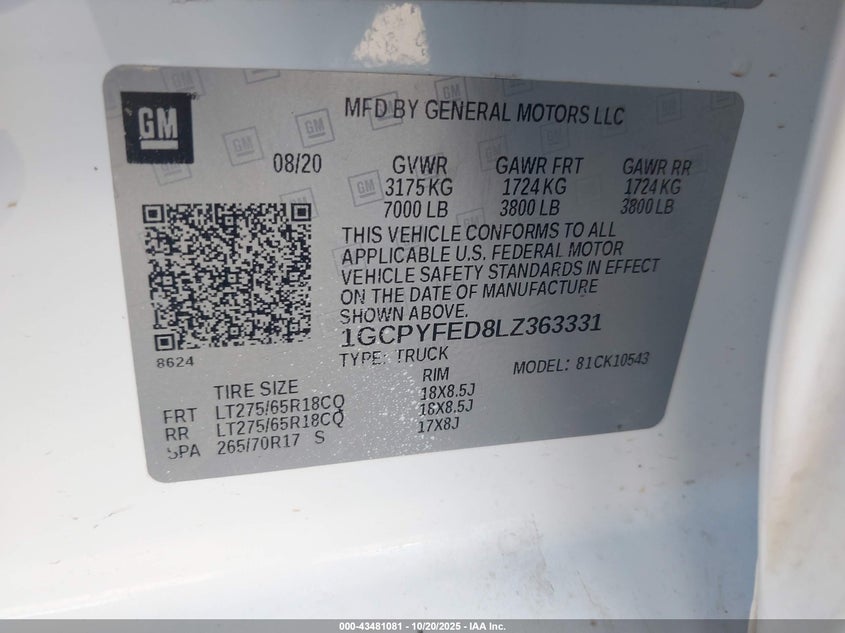 GM
MFD BY GENERAL MOTORS LLC
08/20 GVWR GAWR FRT GAWR RR
3175 KG 1724 KG 1724 KG
7000 LB 3800 LB 3800 LB
THIS VEHICLE CONFORMS TO ALL
APPLICABLE U.S. FEDERAL MOTOR
VEHICLE SAFETY STANDARDS IN EFFECT
ON THE DATE OF MANUFACTURE
SHOWN ABOVE.
1GCPYFED8LZ363331
8624
TYPE: TRUCK MODEL: 81CK10543
TIRE SIZE RIM
FRT LT275/65R18CQ 18X8.5J
RR LT275/65R18CQ 18X8.5J
SPA 265/70R17 S 17X8J
000-43481081 - 10/20/2025 - IAA Inc.